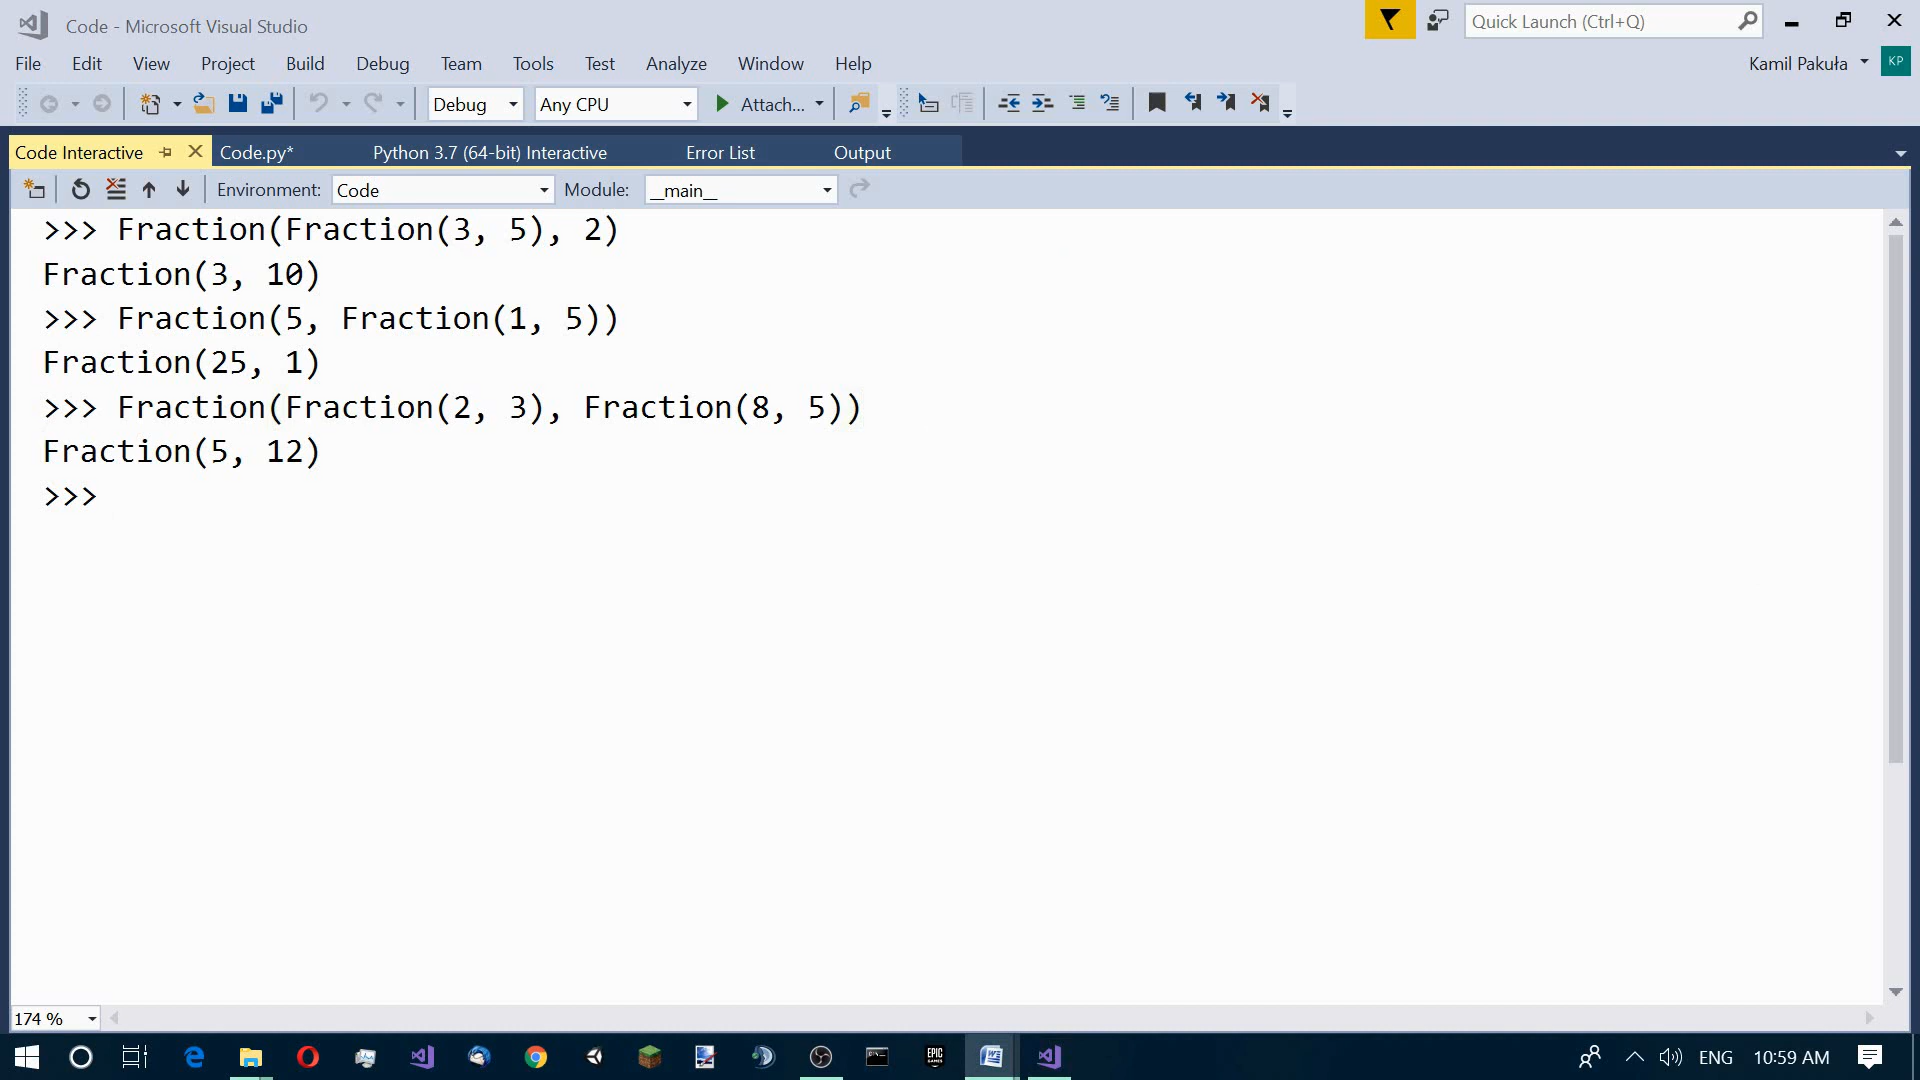 Code - Microsoft Visual Studio
Quick Launch (Ctrl+Q)
File Edit View Project Build Debug Team Tools Test Analyze Window Help
Kamil Pakuła KP
Debug Any CPU Attach...
Code Interactive Code.py* Python 3.7 (64-bit) Interactive Error List Output
Environment: Code Module: __main__
>>> Fraction(Fraction(3, 5), 2)
Fraction(3, 10)
>>> Fraction(5, Fraction(1, 5))
Fraction(25, 1)
>>> Fraction(Fraction(2, 3), Fraction(8, 5))
Fraction(5, 12)
>>>
174 %
EPIC GAMES
ENG 10:59 AM